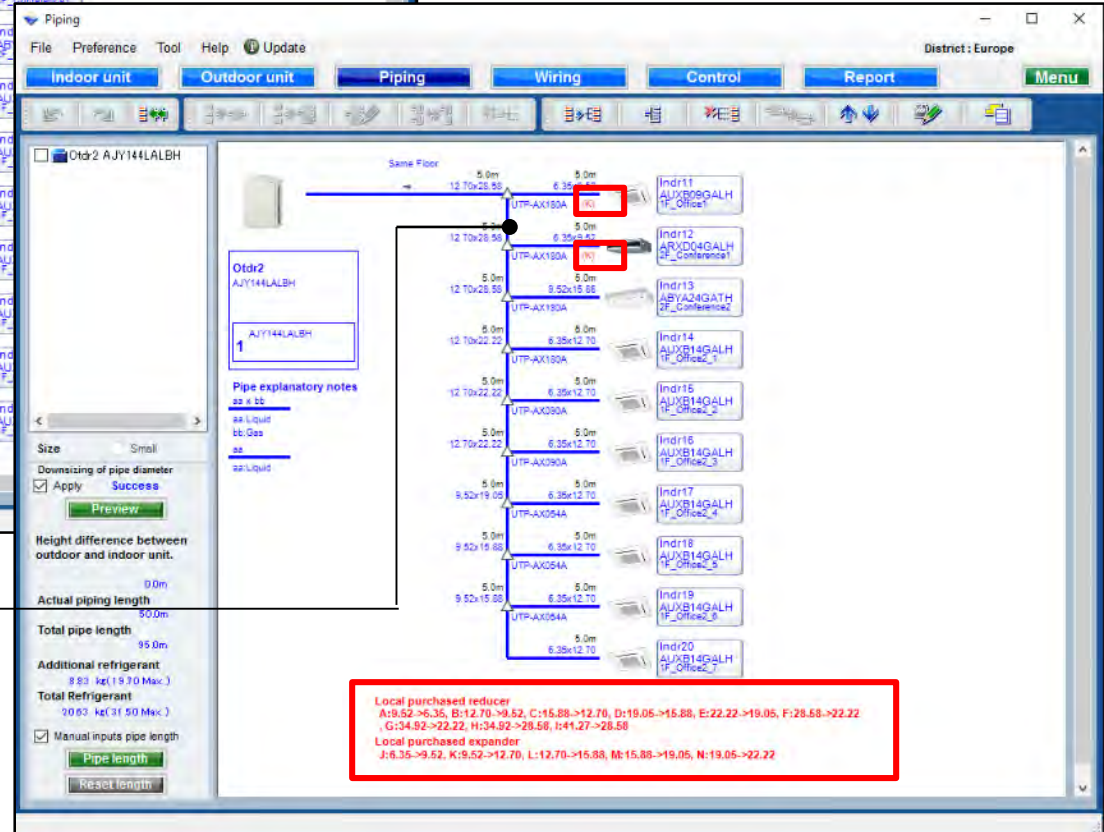 Piping
File Preference Tool Help Update District : Europe
Indoor unit Outdoor unit Piping Wiring Control Report Menu
Otdr2 AJY144LALBH
Size Small
Downsizing of pipe diameter
Apply Success
Preview
Height difference between
outdoor and indoor unit.
0.0m
Actual piping length
50.0m
Total pipe length
95.0m
Additional refrigerant
8.93 kg( 19.70 Max. )
Total Refrigerant
20.63 kg( 31.50 Max. )
Manual inputs pipe length
Pipe length
Reset length
Otdr2
AJY144LALBH
AJY144LALBH
1
Pipe explanatory notes
aa x bb
aa:Liquid
bb:Gas
aa
aa:Liquid
Same Floor
5.0m 5.0m
12.70x28.58
UTP-AX180A (K)
Indr11
AUXB09GALH
1F_Office1
5.0m
12.70x28.58 6.35x9.52
UTP-AX180A (K)
Indr12
ARXD04GALH
2F_Conference1
5.0m 5.0m
12.70x28.58 9.52x15.88
UTP-AX180A
Indr13
ABYA24GATH
2F_Conference2
5.0m 5.0m
12.70x22.22 6.35x12.70
UTP-AX180A
Indr14
AUXB14GALH
1F_Office2_1
5.0m 5.0m
12.70x22.22 6.35x12.70
UTP-AX090A
Indr15
AUXB14GALH
1F_Office2_2
5.0m 5.0m
12.70x22.22 6.35x12.70
UTP-AX090A
Indr16
AUXB14GALH
1F_Office2_3
5.0m 5.0m
9.52x19.05 6.35x12.70
UTP-AX054A
Indr17
AUXB14GALH
1F_Office2_4
5.0m 5.0m
9.52x15.88 6.35x12.70
UTP-AX054A
Indr18
AUXB14GALH
1F_Office2_5
5.0m 5.0m
9.52x15.88 6.35x12.70
UTP-AX054A
Indr19
AUXB14GALH
1F_Office2_6
5.0m
6.35x12.70
Indr20
AUXB14GALH
1F_Office2_7
Local purchased reducer
A:9.52->6.35, B:12.70->9.52, C:15.88->12.70, D:19.05->15.88, E:22.22->19.05, F:28.58->22.22
, G:34.92->22.22, H:34.92->28.58, I:41.27->28.58
Local purchased expander
J:6.35->9.52, K:9.52->12.70, L:12.70->15.88, M:15.88->19.05, N:19.05->22.22